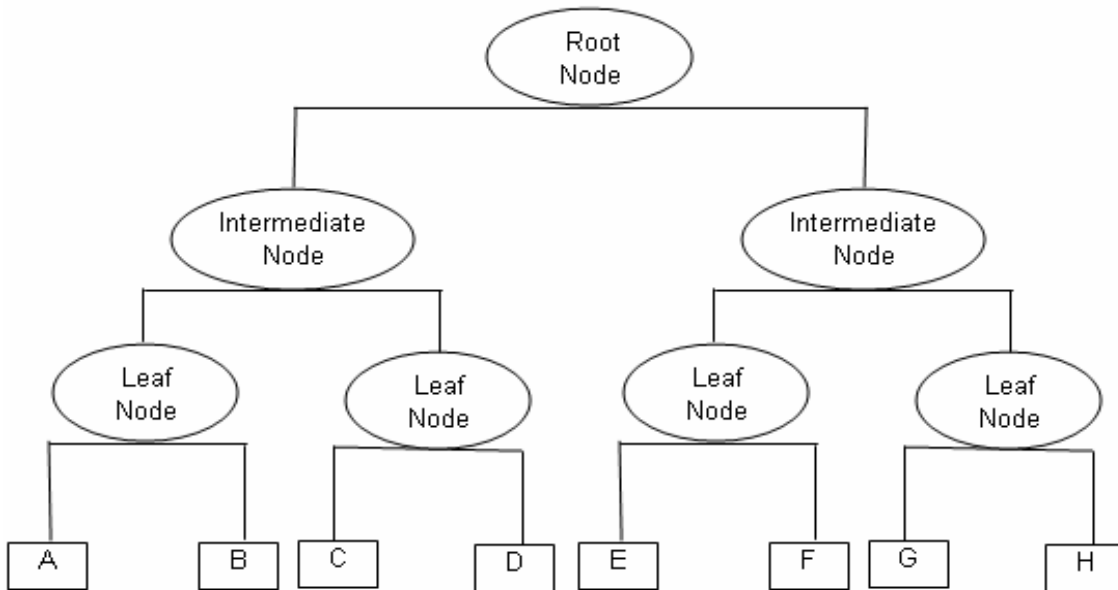 Root
Node
Intermediate
Node
Intermediate
Node
Leaf
Node
Leaf
Node
Leaf
Node
Leaf
Node
A
B
C
D
E
F
G
H